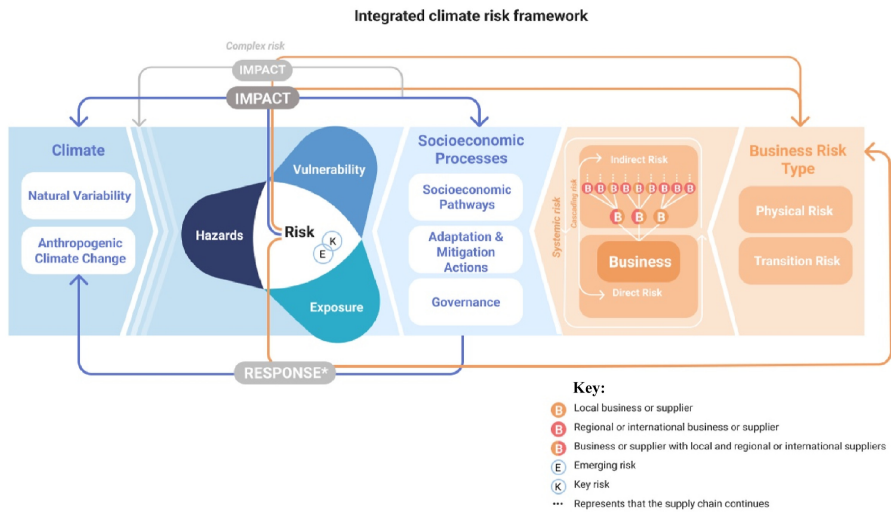 Integrated climate risk framework
Complex risk
IMPACT
IMPACT
Climate
Natural Variability
Anthropogenic
Climate Change
Hazards
Vulnerability
Risk
K
E
Exposure
Socioeconomic
Processes
Socioeconomic
Pathways
Adaptation &
Mitigation
Actions
Governance
Systemic risk
Cascading risk
Indirect Risk
... ... ... ... ... ... ... ... ...
B B B B B B B B B
B B B
Business
Direct Risk
Business Risk
Type
Physical Risk
Transition Risk
RESPONSE*
Key:
B Local business or supplier
B Regional or international business or supplier
B Business or supplier with local and regional or international suppliers
E Emerging risk
K Key risk
... Represents that the supply chain continues